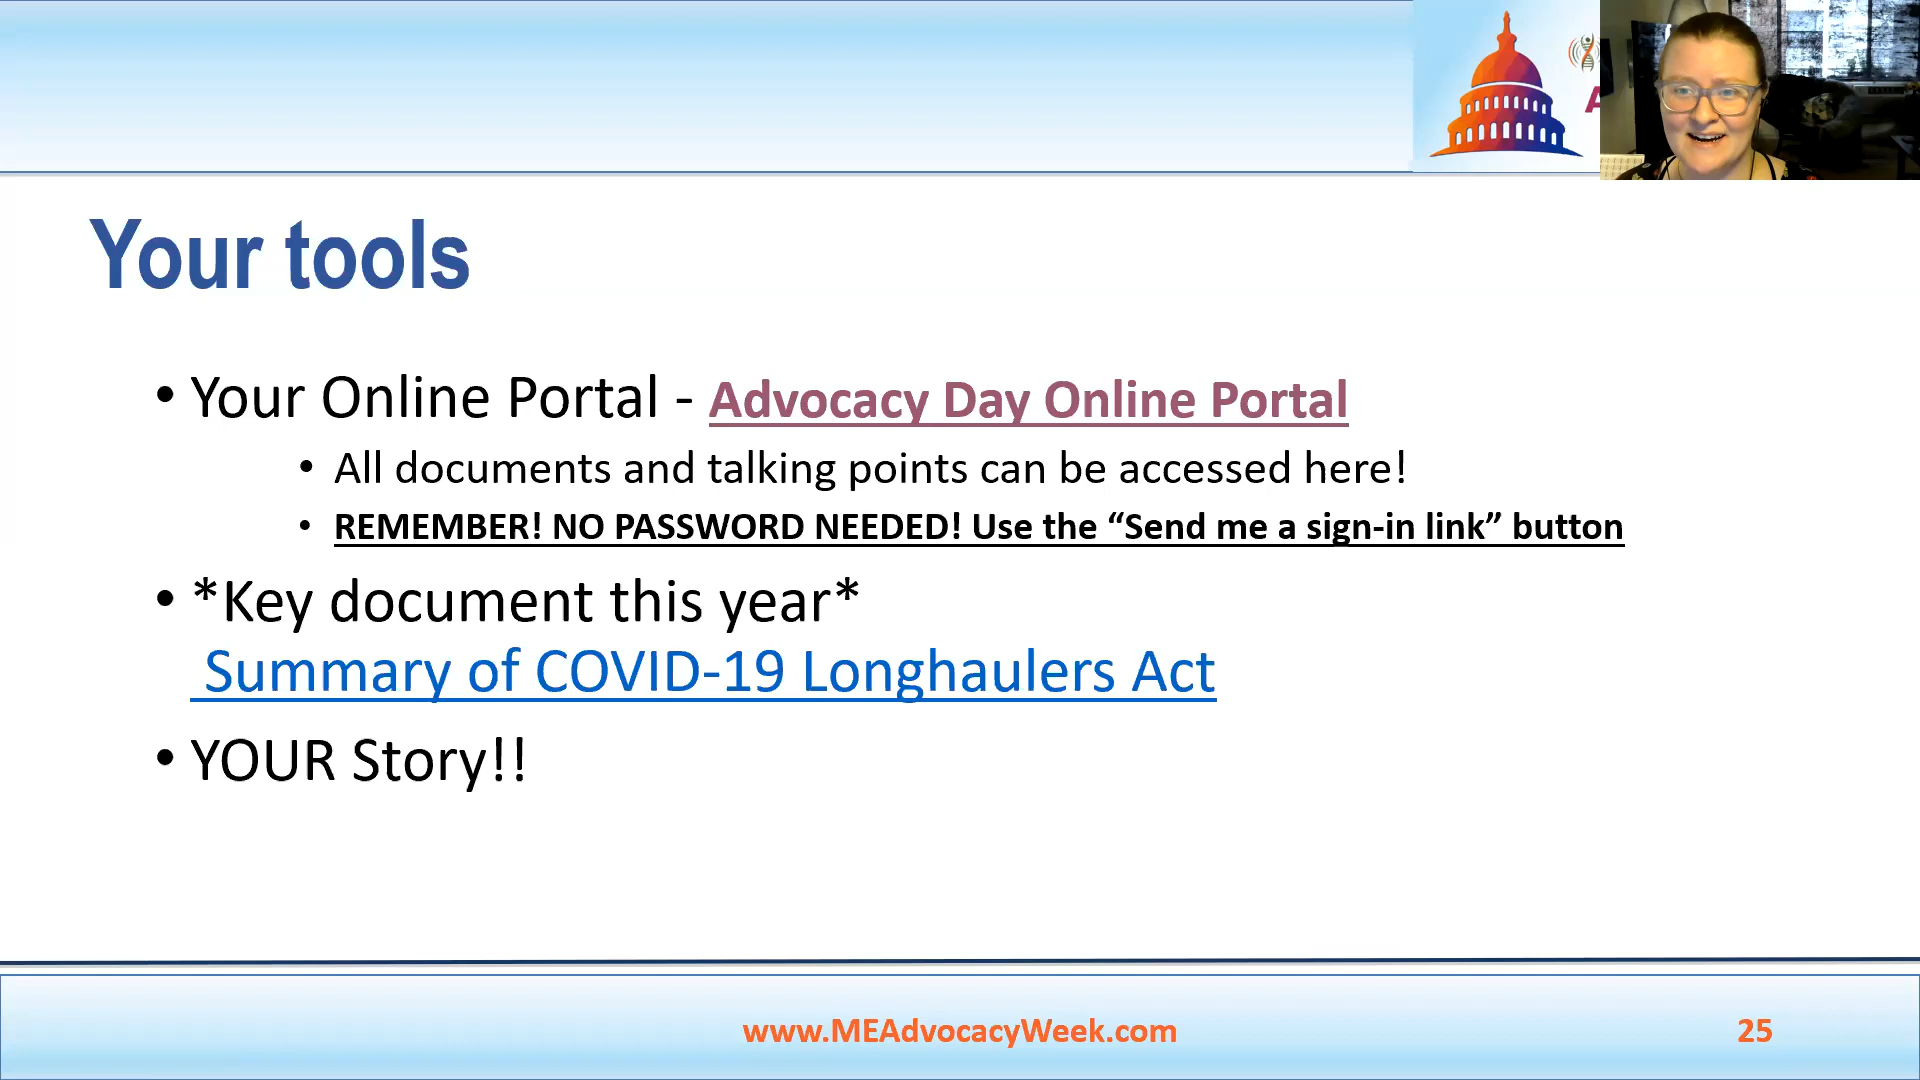 A
Your tools
• Your Online Portal - Advocacy Day Online Portal
• All documents and talking points can be accessed here!
• REMEMBER! NO PASSWORD NEEDED! Use the “Send me a sign-in link” button
• *Key document this year*
Summary of COVID-19 Longhaulers Act
• YOUR Story!!
www.MEAdvocacyWeek.com
25